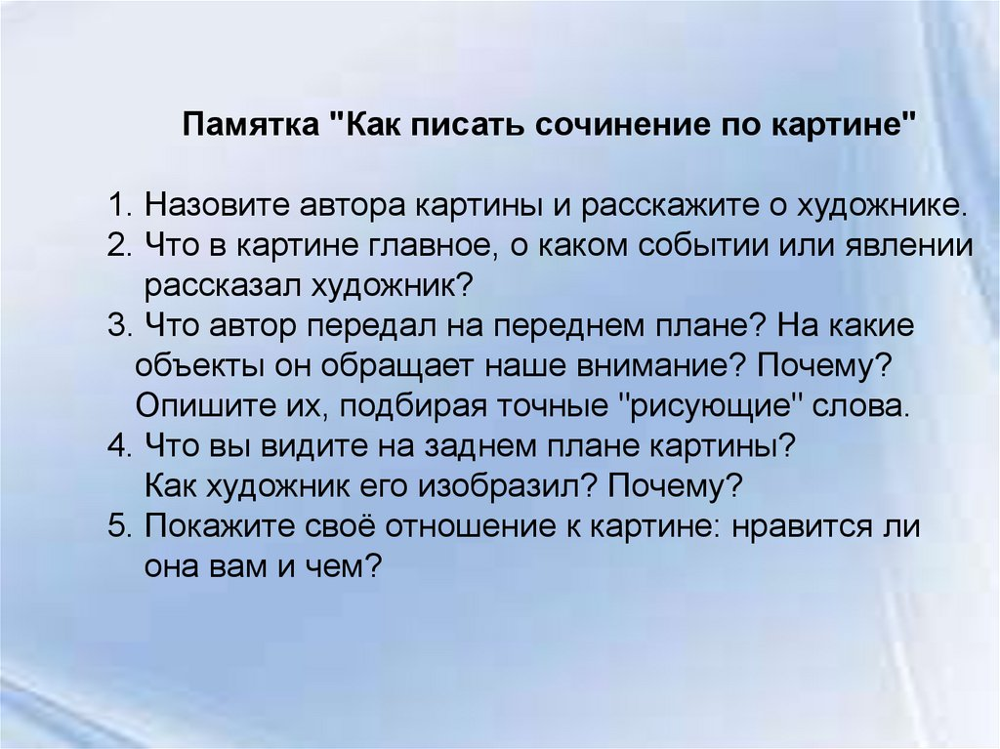 Памятка "Как писать сочинение по картине"
1. Назовите автора картины и расскажите о художнике.
2. Что в картине главное, о каком событии или явлении
рассказал художник?
3. Что автор передал на переднем плане? На какие
объекты он обращает наше внимание? Почему?
Опишите их, подбирая точные "рисующие" слова.
4. Что вы видите на заднем плане картины?
Как художник его изобразил? Почему?
5. Покажите своё отношение к картине: нравится ли
она вам и чем?